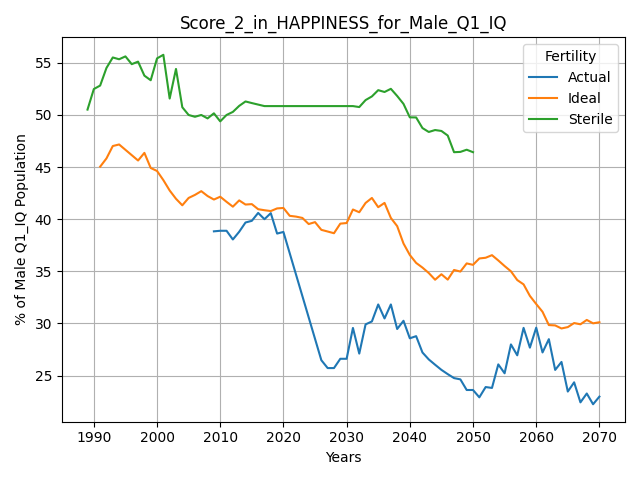 Score_2_in_HAPPINESS_for_Male_Q1_IQ
Fertility
Actual
Ideal
Sterile
% of Male Q1_IQ Population
55
50
45
40
35
30
25
1990 2000 2010 2020 2030 2040 2050 2060 2070
Years